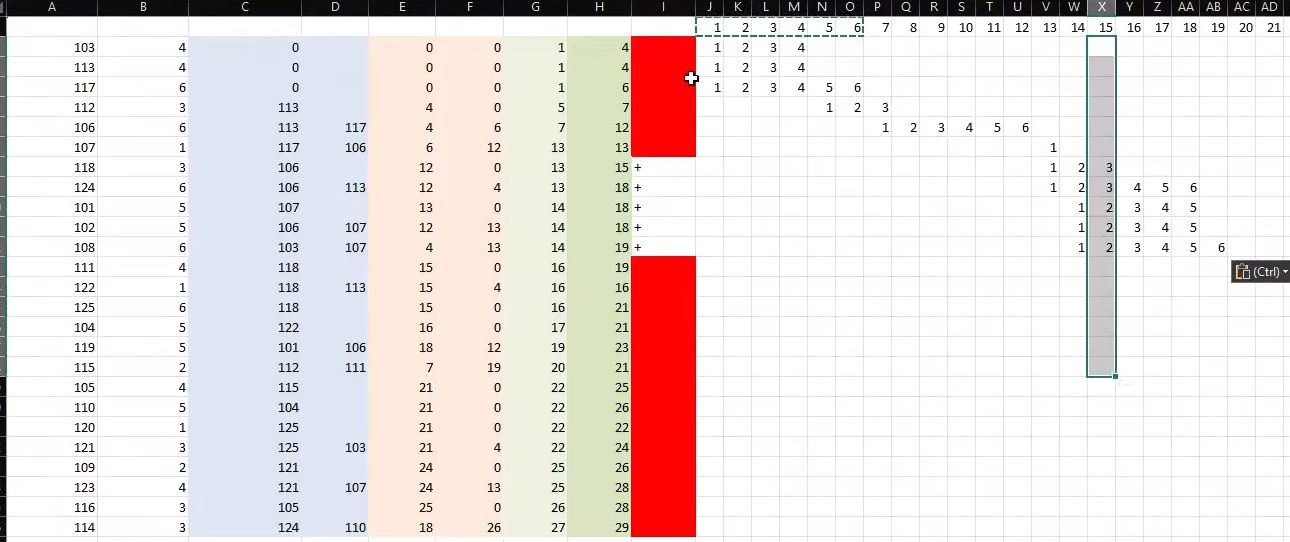 A B C D E F G H I J K L M N O P Q R S T U V W X Y Z AA AB AC AD
1 2 3 4 5 6 7 8 9 10 11 12 13 14 15 16 17 18 19 20 21
103 4 0 0 0 1 4 1 2 3 4
113 4 0 0 0 1 4 1 2 3 4
117 6 0 0 0 1 6 1 2 3 4 5 6
112 3 113 4 0 5 7 1 2 3
106 6 113 117 4 6 7 12 1 2 3 4 5 6
107 1 117 106 6 12 13 13 1
118 3 106 12 0 13 15 + 1 2 3
124 6 106 113 12 4 13 18 + 1 2 3 4 5 6
101 5 107 13 0 14 18 + 1 2 3 4 5
102 5 106 107 12 13 14 18 + 1 2 3 4 5
108 6 103 107 4 13 14 19 + 1 2 3 4 5 6
111 4 118 15 0 16 19 (Ctrl)
122 1 118 113 15 4 16 16
125 6 118 15 0 16 21
104 5 122 16 0 17 21
119 5 101 106 18 12 19 23
115 2 112 111 7 19 20 21
105 4 115 21 0 22 25
110 5 104 21 0 22 26
120 1 125 21 0 22 22
121 3 125 103 21 4 22 24
109 2 121 24 0 25 26
123 4 121 107 24 13 25 28
116 3 105 25 0 26 28
114 3 124 110 18 26 27 29